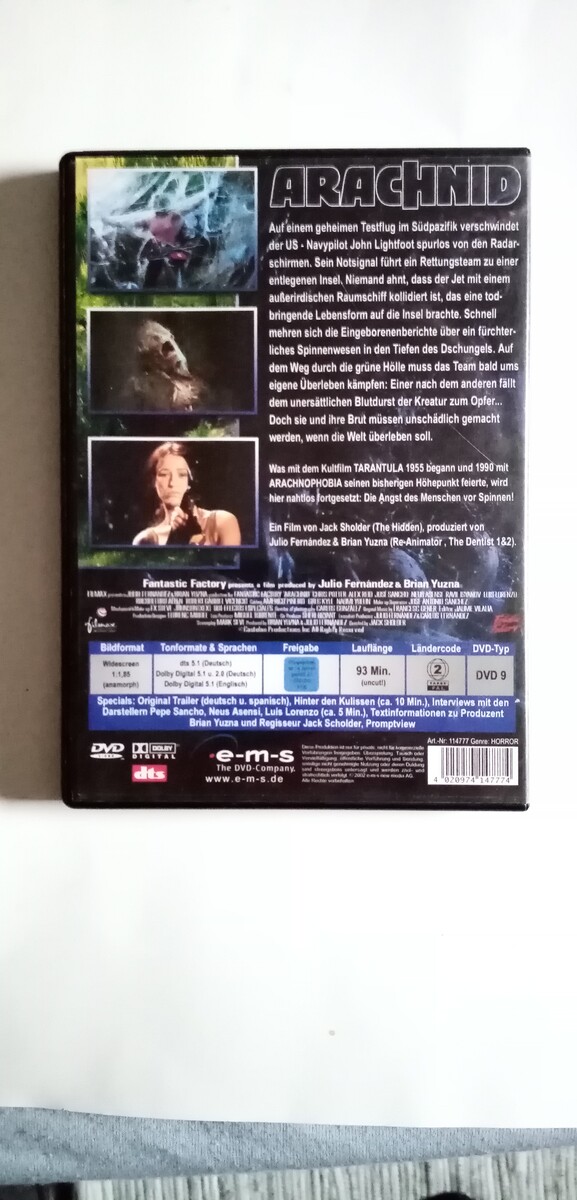 ARACHNID
Auf einem geheimen Testflug im Südpazifik verschwindet
der US - Navypilot John Lightfoot spurlos von den Radar-
schirmen. Sein Notsignal führt ein Rettungsteam zu einer
entlegenen Insel. Niemand ahnt, dass der Jet mit einem
außerirdischen Raumschiff kollidiert ist, das eine tod-
bringende Lebensform auf die Insel brachte. Schnell
mehren sich die Eingeborenenberichte über ein fürchter-
liches Spinnenwesen in den Tiefen des Dschungels. Auf
dem Weg durch die grüne Hölle muss das Team bald ums
eigene Überleben kämpfen: Einer nach dem anderen fällt
dem unersättlichen Blutdurst der Kreatur zum Opfer...
Doch sie und ihre Brut müssen unschädlich gemacht
werden, wenn die Welt überleben soll.
Was mit dem Kultfilm TARANTULA 1955 begann und 1990 mit
ARACHNOPHOBIA seinen bisherigen Höhepunkt feierte, wird
hier nahtlos fortgesetzt: Die Angst des Menschen vor Spinnen!
Ein Film von Jack Sholder (The Hidden), produziert von
Julio Fernández & Brian Yuzna (Re-Animator , The Dentist 1&2).
Fantastic Factory presents a film produced by Julio Fernández & Brian Yuzna
filmax
Bildformat Tonformate & Sprachen Freigabe Lauflänge Ländercode DVD-Typ
Widescreen
1:1,85
(anamorph)
dts 5.1 (Deutsch)
Dolby Digital 5.1 u. 2.0 (Deutsch)
Dolby Digital 5.1 (Englisch)
93 Min.
(uncut!)
2
PAL
DVD 9
Specials: Original Trailer (deutsch u. spanisch), Hinter den Kulissen (ca. 10 Min.), Interviews mit den
Darstellern Pepe Sancho, Neus Asensi, Luis Lorenzo (ca. 5 Min.), Textinformationen zu Produzent
Brian Yuzna und Regisseur Jack Scholder, Promptview
Art.-Nr: 114777 Genre: HORROR
DVD
DOLBY
DIGITAL
dts
e-m-s
The DVD-Company.
www.e-m-s.de
4 020974 147774